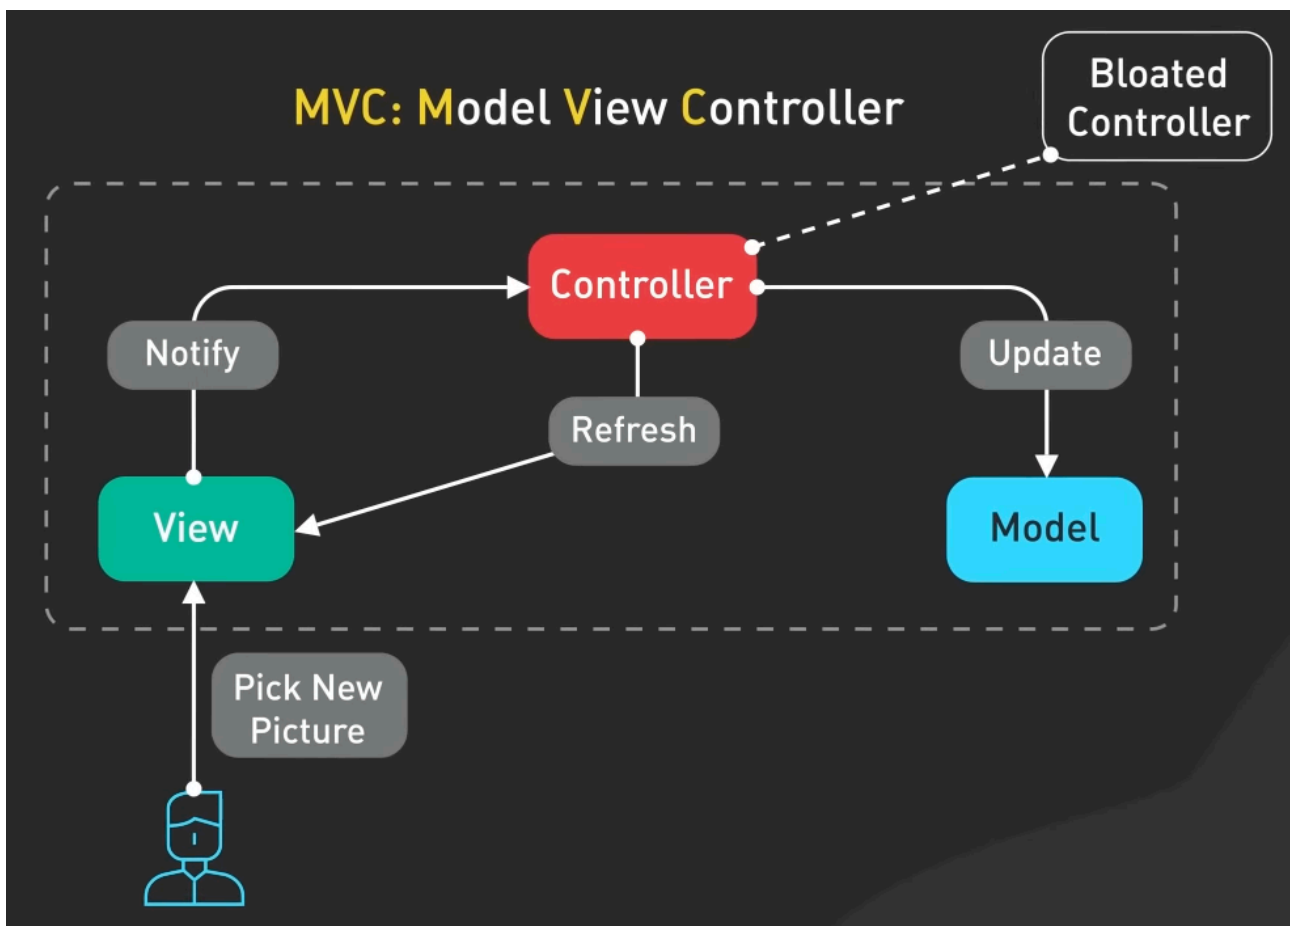 MVC: Model View Controller
Bloated
Controller
Controller
Notify
Update
Refresh
View
Model
Pick New
Picture